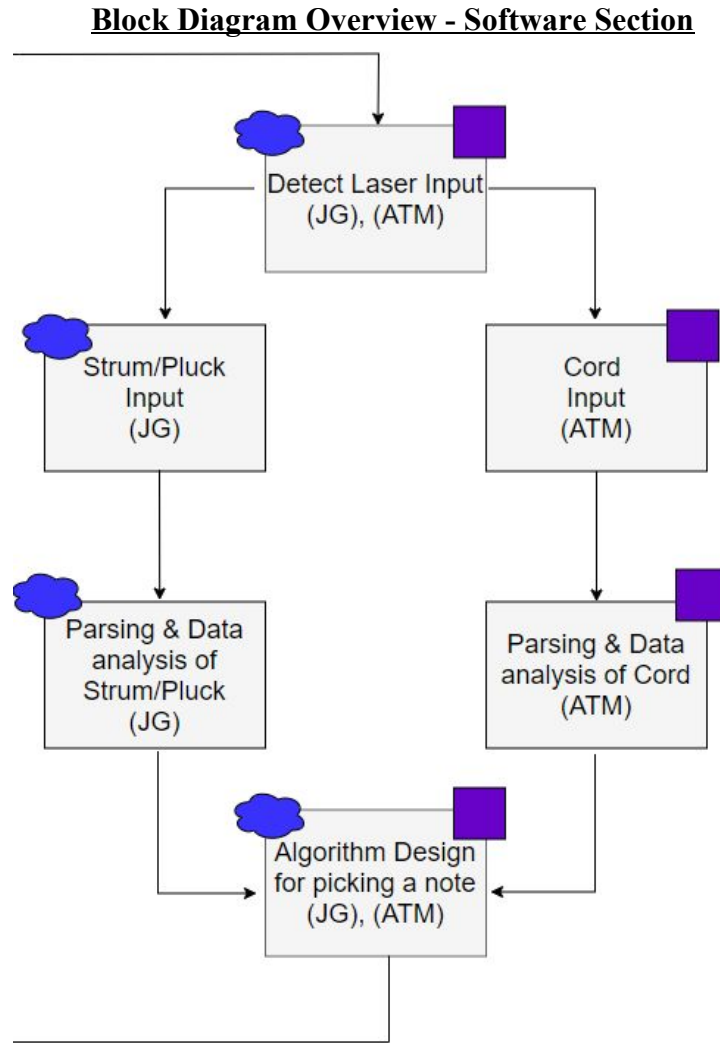 Block Diagram Overview - Software Section
Detect Laser Input
(JG), (ATM)
Strum/Pluck
Input
(JG)
Cord
Input
(ATM)
Parsing & Data
analysis of
Strum/Pluck
(JG)
Parsing & Data
analysis of Cord
(ATM)
Algorithm Design
for picking a note
(JG), (ATM)